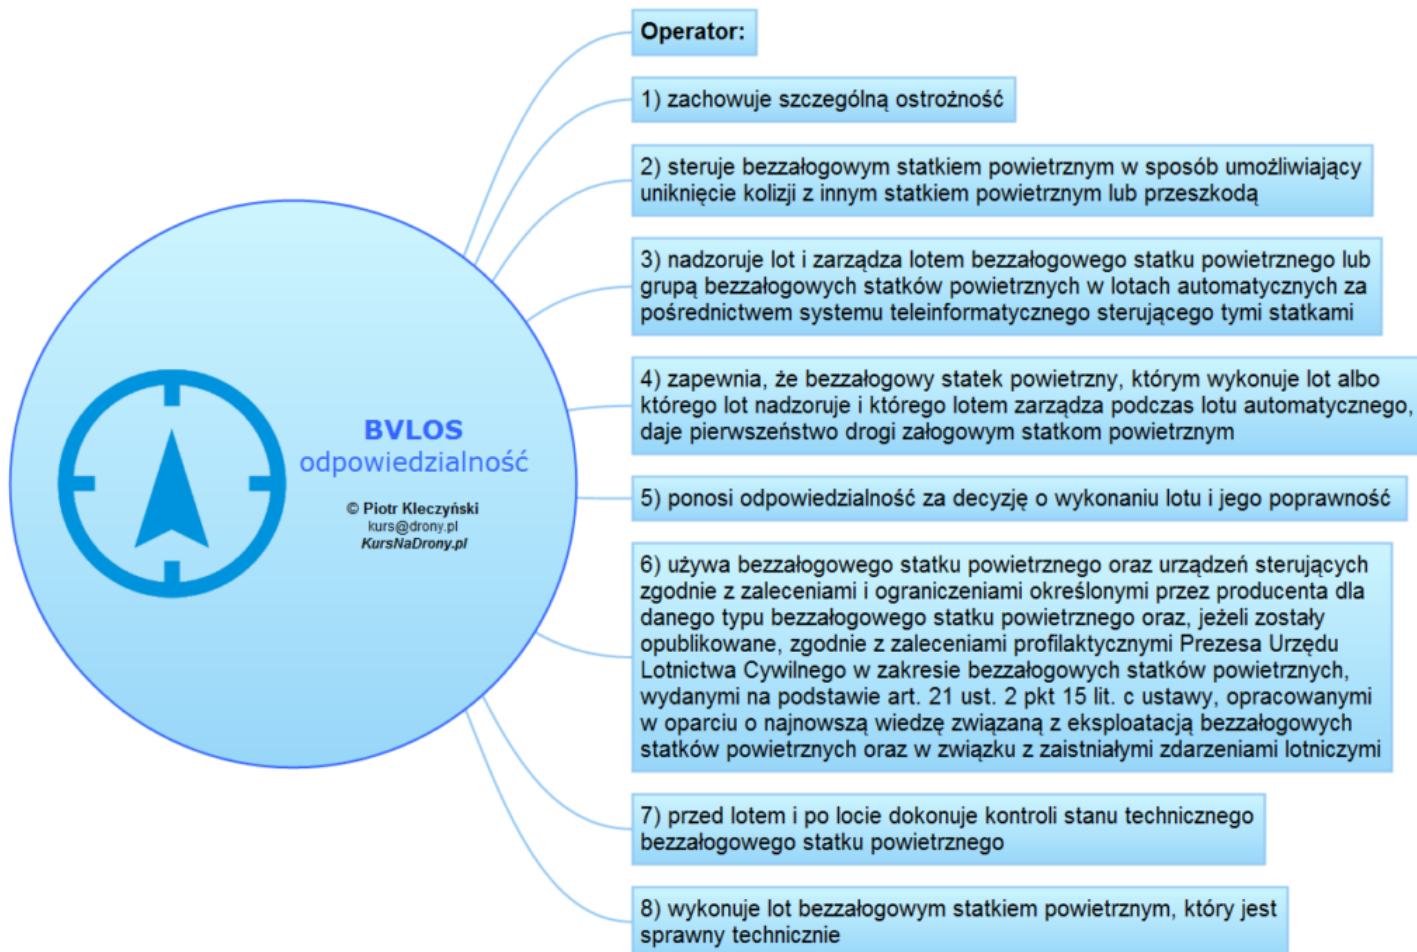 BVLOS
odpowiedzialność
© Piotr Kleczyński
kurs@drony.pl
KursNaDrony.pl
Operator:
1) zachowuje szczególną ostrożność
2) steruje bezzałogowym statkiem powietrznym w sposób umożliwiający
uniknięcie kolizji z innym statkiem powietrznym lub przeszkodą
3) nadzoruje lot i zarządza lotem bezzałogowego statku powietrznego lub
grupą bezzałogowych statków powietrznych w lotach automatycznych za
pośrednictwem systemu teleinformatycznego sterującego tymi statkami
4) zapewnia, że bezzałogowy statek powietrzny, którym wykonuje lot albo
którego lot nadzoruje i którego lotem zarządza podczas lotu automatycznego,
daje pierwszeństwo drogi załogowym statkom powietrznym
5) ponosi odpowiedzialność za decyzję o wykonaniu lotu i jego poprawność
6) używa bezzałogowego statku powietrznego oraz urządzeń sterujących
zgodnie z zaleceniami i ograniczeniami określonymi przez producenta dla
danego typu bezzałogowego statku powietrznego oraz, jeżeli zostały
opublikowane, zgodnie z zaleceniami profilaktycznymi Prezesa Urzędu
Lotnictwa Cywilnego w zakresie bezzałogowych statków powietrznych,
wydanymi na podstawie art. 21 ust. 2 pkt 15 lit. c ustawy, opracowanymi
w oparciu o najnowszą wiedzę związaną z eksploatacją bezzałogowych
statków powietrznych oraz w związku z zaistniałymi zdarzeniami lotniczymi
7) przed lotem i po locie dokonuje kontroli stanu technicznego
bezzałogowego statku powietrznego
8) wykonuje lot bezzałogowym statkiem powietrznym, który jest
sprawny technicznie